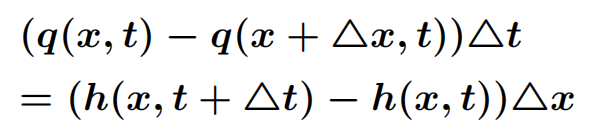 (q(x, t) − q(x + △x, t))△t
= (h(x, t + △t) − h(x, t))△x